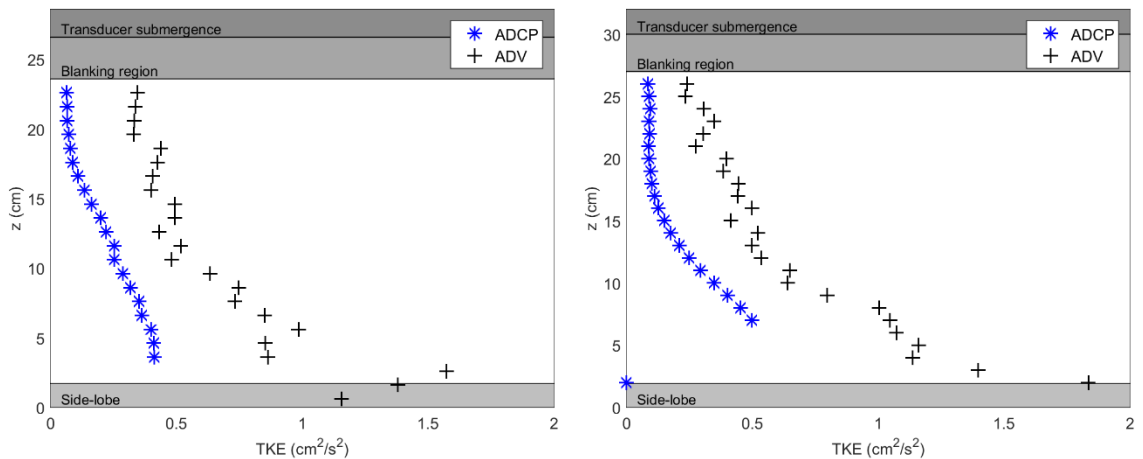 Transducer submergence
ADCP
ADV
Blanking region
Side-lobe
z (cm)
25
20
15
10
5
0
0
0.5
1
1.5
2
TKE (cm²/s²)
Transducer submergence
ADCP
ADV
Blanking region
Side-lobe
z (cm)
30
25
20
15
10
5
0
0
0.5
1
1.5
2
TKE (cm²/s²)